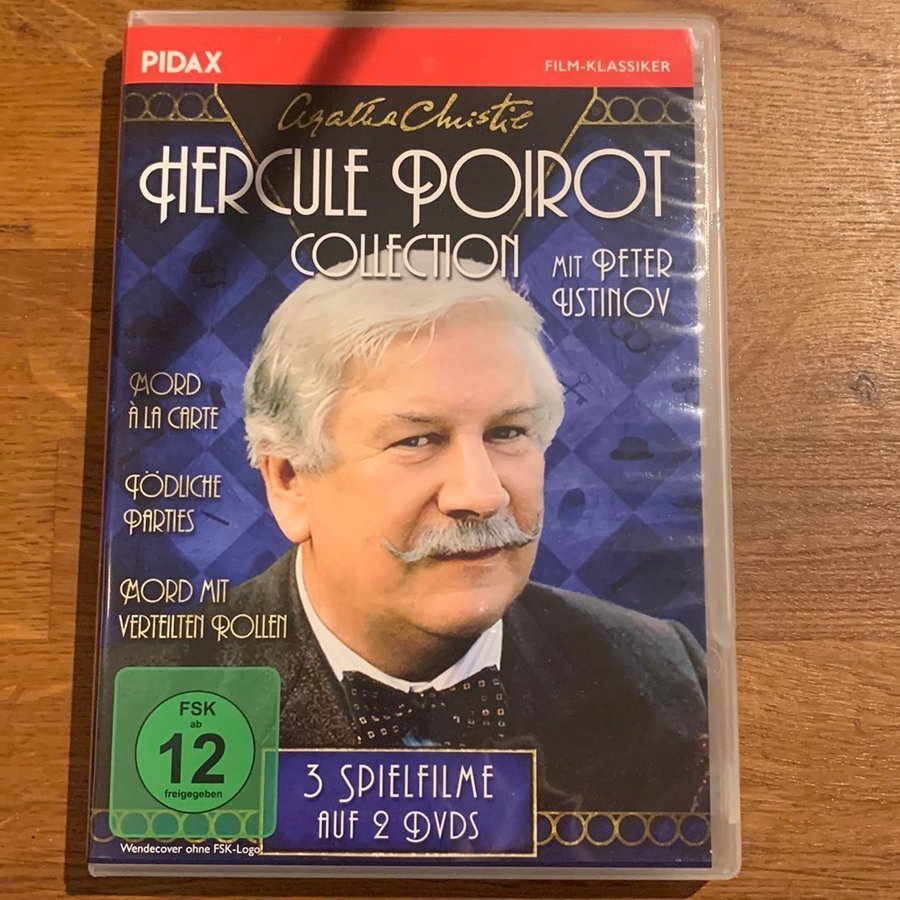 PIDAX
FILM-KLASSIKER
Agatha Christie
HERCULE POIROT
COLLECTION
MIT PETER
USTINOV
MORD
À LA CARTE
TÖDLICHE
PARTIES
MORD MIT
VERTEILTEN ROLLEN
FSK
ab
12
freigegeben
3 SPIELFILME
AUF 2 DVDS
Wendecover ohne FSK-Logo